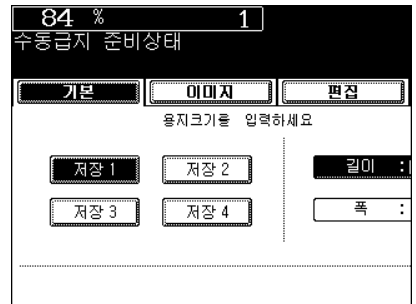 84 % 1
수동급지 준비상태
기본 이미지 편집
용지크기를 입력하세요
저장 1 저장 2 길이 :
저장 3 저장 4 폭 :